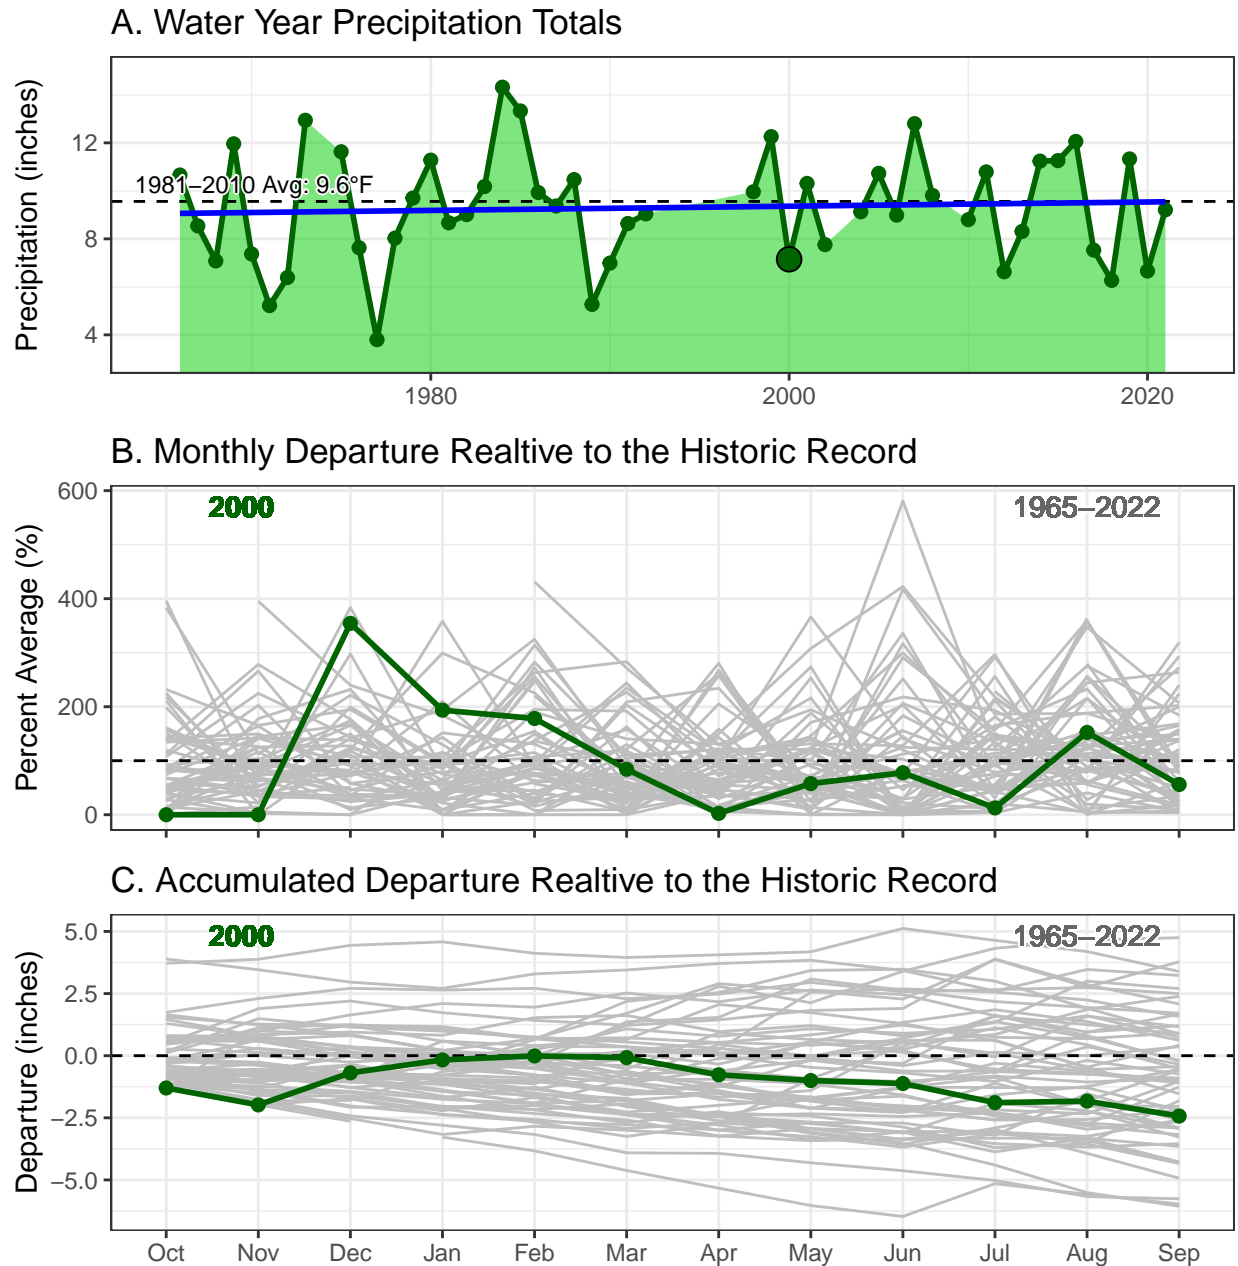 A. Water Year Precipitation Totals
Precipitation (inches)
12
8
4
1981–2010 Avg: 9.6°F
1980
2000
2020
B. Monthly Departure Realtive to the Historic Record
Percent Average (%)
600
400
200
0
2000
1965–2022
C. Accumulated Departure Realtive to the Historic Record
Departure (inches)
5.0
2.5
0.0
−2.5
−5.0
2000
1965–2022
Oct Nov Dec Jan Feb Mar Apr May Jun Jul Aug Sep